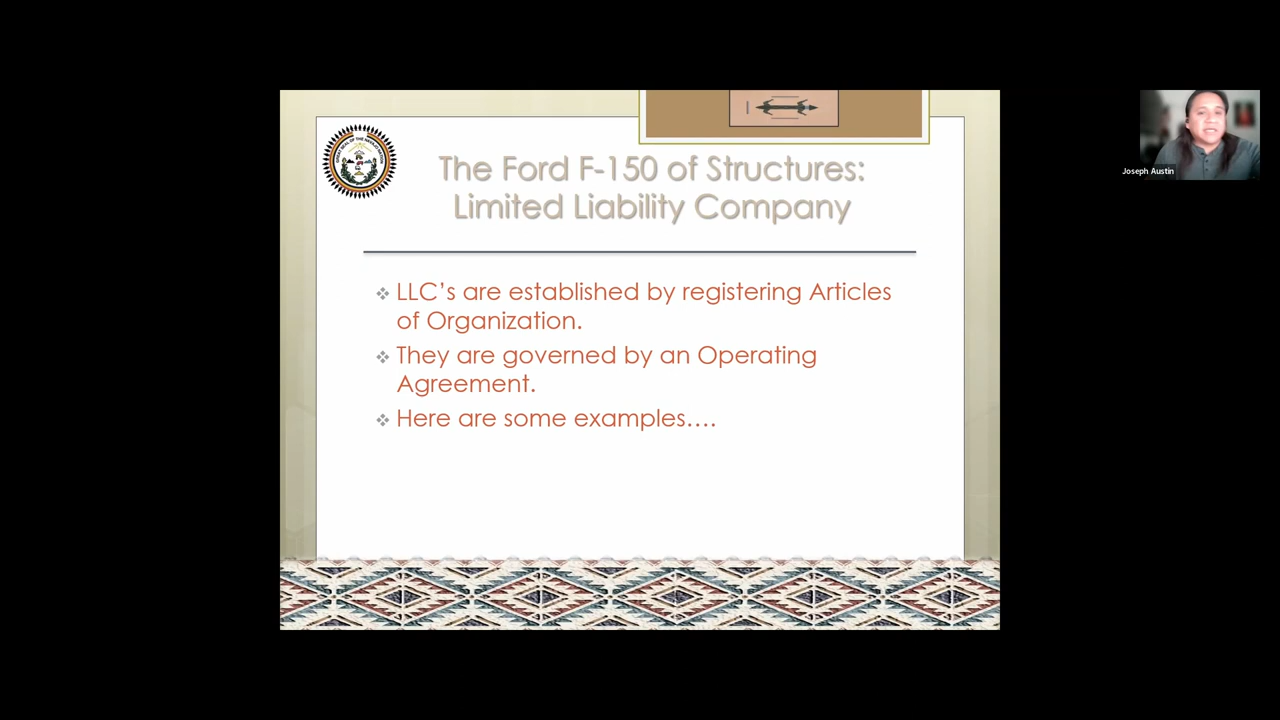 The Ford F-150 of Structures:
Limited Liability Company
LLC’s are established by registering Articles
of Organization.
They are governed by an Operating
Agreement.
Here are some examples….
Joseph Austin